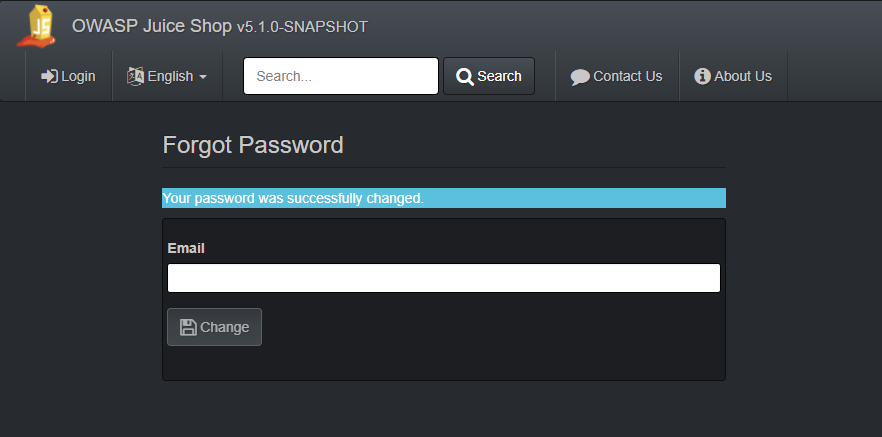 OWASP Juice Shop v5.1.0-SNAPSHOT
Login English Search... Search Contact Us About Us
Forgot Password
Your password was successfully changed.
Email
Change